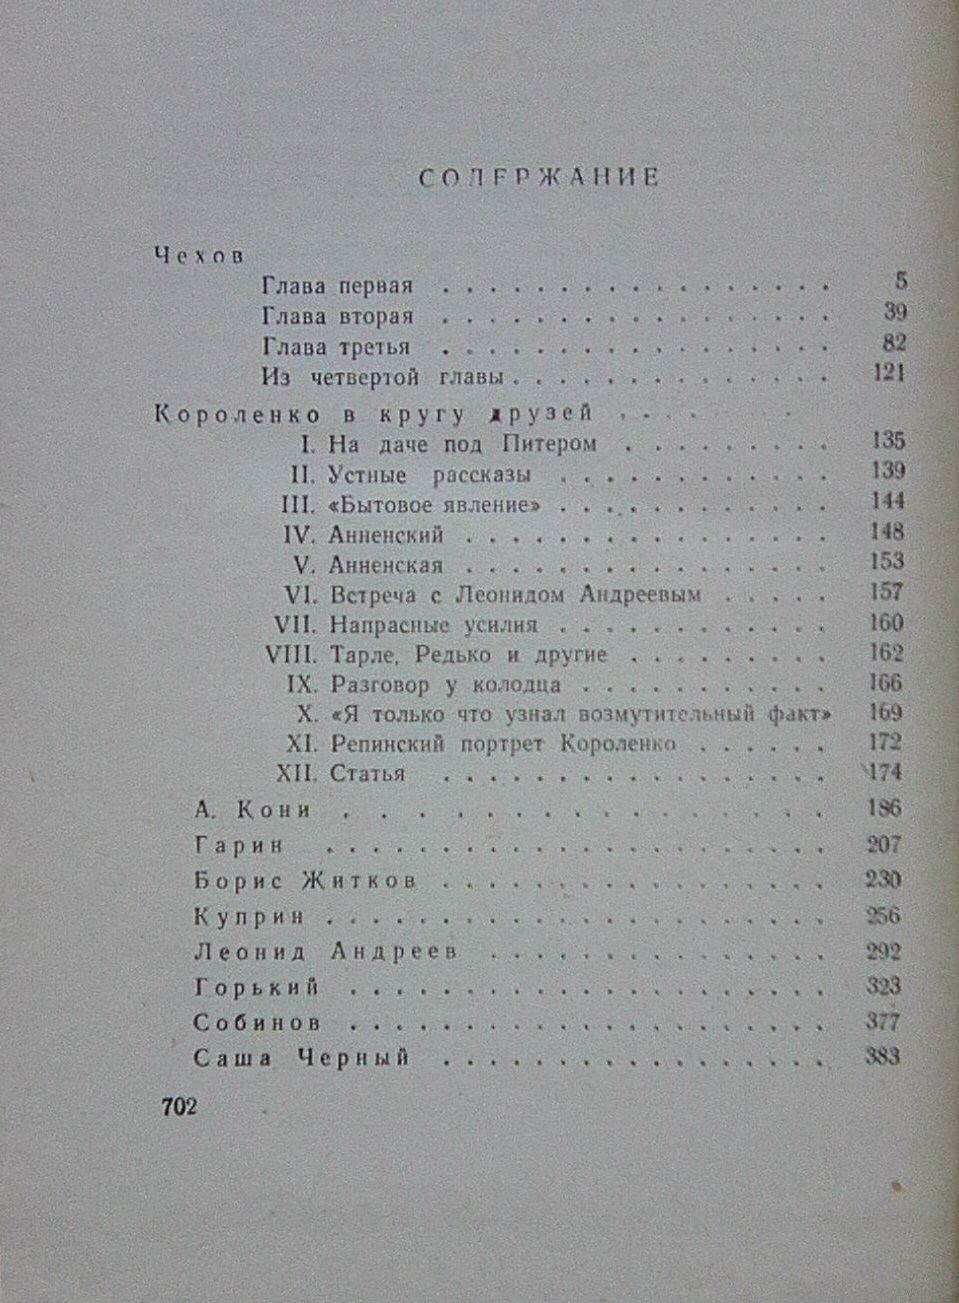 СОДЕРЖАНИЕ
Чехов
Глава первая . . . . . . . . . . . . . . . . . 5
Глава вторая . . . . . . . . . . . . . . . . . 39
Глава третья . . . . . . . . . . . . . . . . . 82
Из четвертой главы . . . . . . . . . . . . . . 121
Короленко в кругу друзей . . . . .
I. На даче под Питером . . . . . . . . . 135
II. Устные рассказы . . . . . . . . . . . . 139
III. «Бытовое явление» . . . . . . . . . . . . 144
IV. Анненский . . . . . . . . . . . . . . . . 148
V. Анненская . . . . . . . . . . . . . . . . 153
VI. Встреча с Леонидом Андреевым . . . . . 157
VII. Напрасные усилия . . . . . . . . . . . . 160
VIII. Тарле, Редько и другие . . . . . . . . . 162
IX. Разговор у колодца . . . . . . . . . . . 166
X. «Я только что узнал возмутительный факт» 169
XI. Репинский портрет Короленко . . . . . . 172
XII. Статья . . . . . . . . . . . . . . . . . 174
А. Кони . . . . . . . . . . . . . . . . . . . 186
Гарин . . . . . . . . . . . . . . . . . . . . . . 207
Борис Житков . . . . . . . . . . . . . . . . . 230
Куприн . . . . . . . . . . . . . . . . . . . . . . 256
Леонид Андреев . . . . . . . . . . . . . . . 292
Горький . . . . . . . . . . . . . . . . . . . . . 323
Собинов . . . . . . . . . . . . . . . . . . . . . 377
Саша Черный . . . . . . . . . . . . . . . . . 383
702